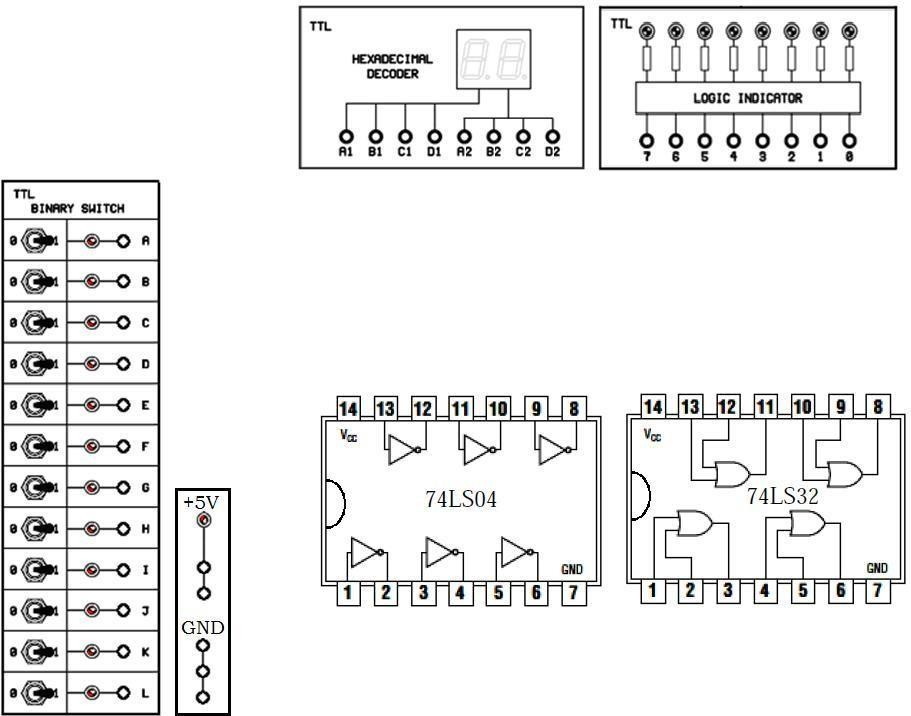 TTL
HEXADECIMAL
DECODER
A1 B1 C1 D1 A2 B2 C2 D2
TTL
LOGIC INDICATOR
7 6 5 4 3 2 1 0
TTL
BINARY SWITCH
0 1 A
0 1 B
0 1 C
0 1 D
0 1 E
0 1 F
0 1 G
0 1 H
0 1 I
0 1 J
0 1 K
0 1 L
+5V
GND
14 13 12 11 10 9 8
VCC
74LS04
GND
1 2 3 4 5 6 7
14 13 12 11 10 9 8
VCC
74LS32
GND
1 2 3 4 5 6 7